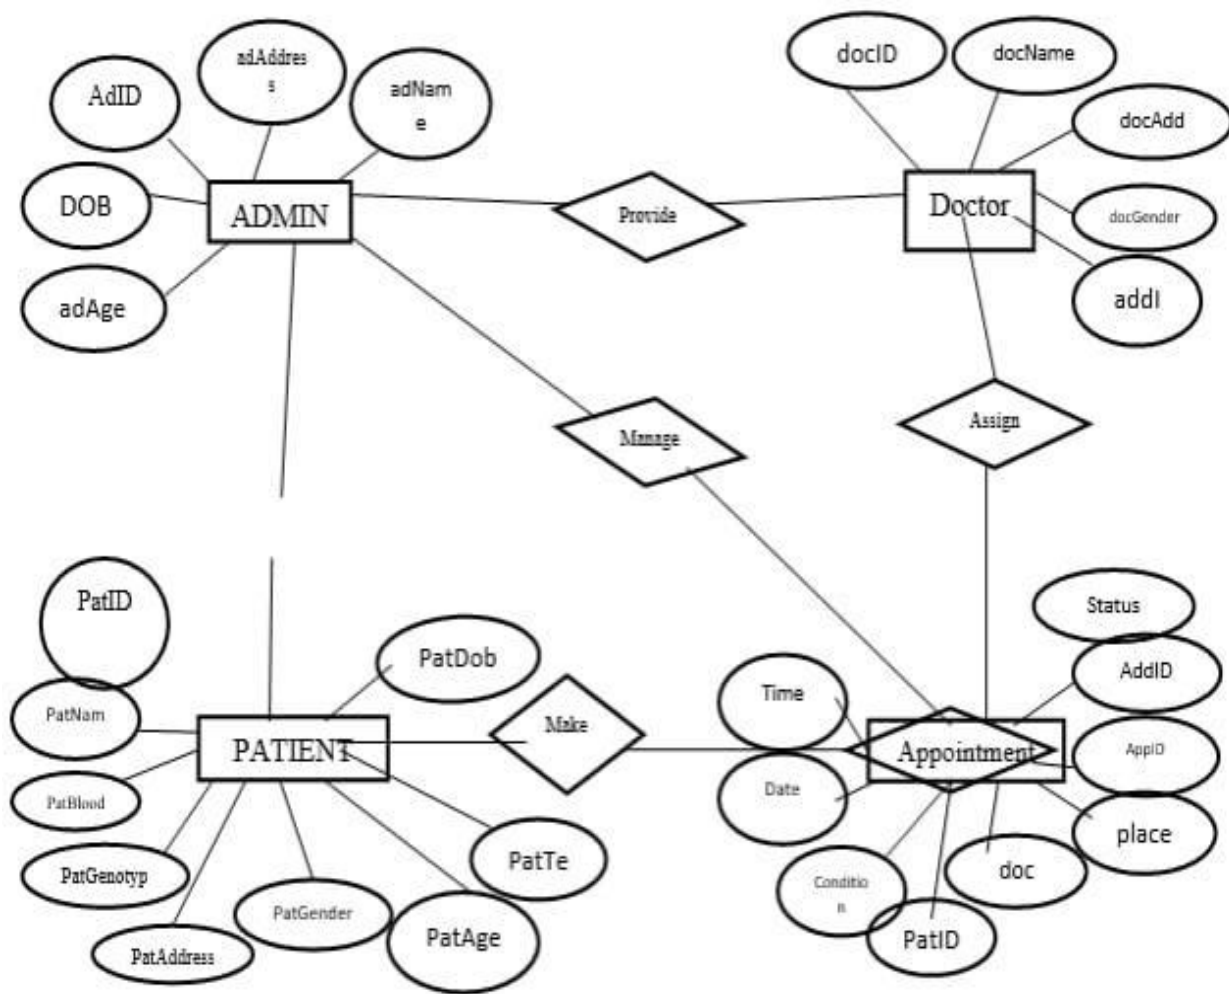 AdID
adAddres
s
adNam
e
DOB
ADMIN
adAge
Provide
docID
docName
docAdd
Doctor
docGender
addI
Manage
Assign
PatID
PatNam
PatDob
PATIENT
PatBlood
PatGenotyp
PatAddress
PatGender
PatAge
PatTe
Make
Time
Date
Appointment
Status
AddID
AppID
place
doc
Conditio
n
PatID